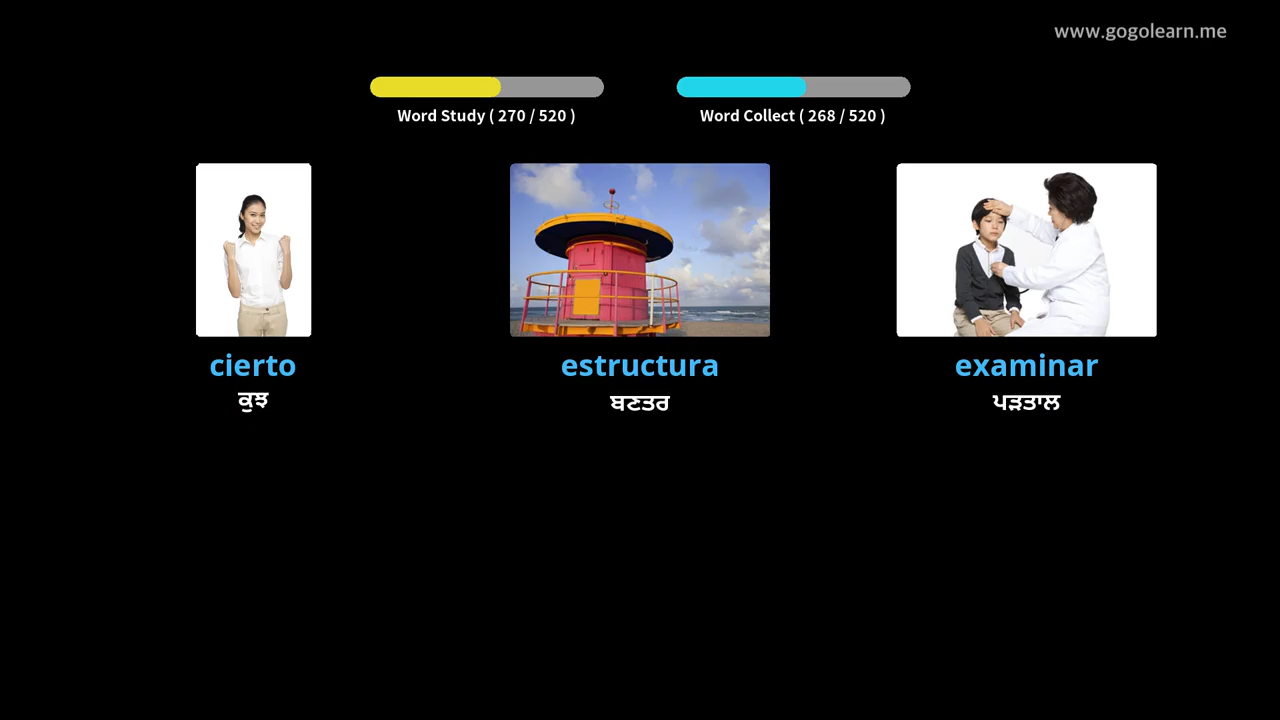 www.gogolearn.me
Word Study ( 270 / 520 )
Word Collect ( 268 / 520 )
cierto
estructura
examinar
ਕੁਝ
ਬਣਤਰ
ਪੜਤਾਲ